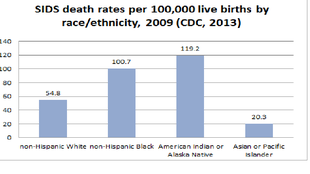 SIDS death rates per 100,000 live births by
race/ethnicity, 2009 (CDC, 2013)
140
120
100
80
60
40
20
0
54.8
100.7
119.2
20.3
non-Hispanic White
non-Hispanic Black
American Indian or
Alaska Native
Asian or Pacific
Islander